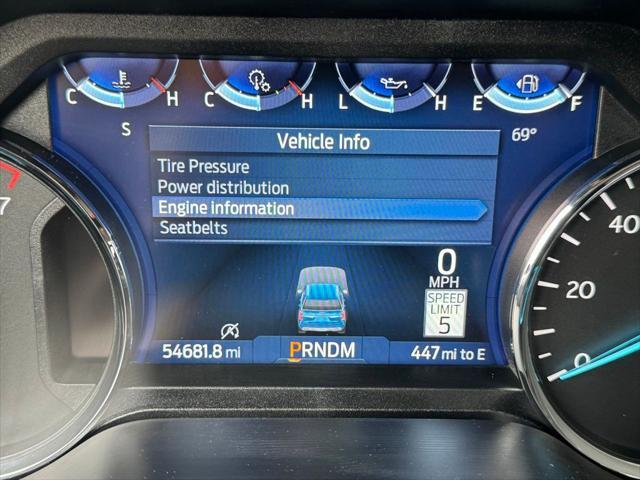 C H C H L H E F
S
69°
Vehicle Info
Tire Pressure
Power distribution
Engine information
Seatbelts
0
MPH
SPEED
LIMIT
5
54681.8 mi
PRNDM
447 mi to E
7
40
20
0